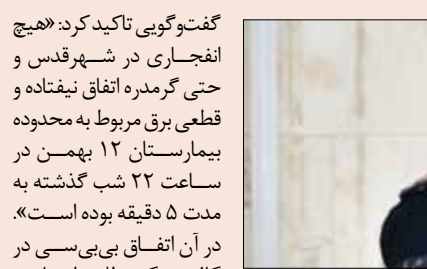 گفت‌وگویی تاکید کرد: «هیچ
انفجاری در شهرقدس و
حتی گرمدره اتفاق نیفتاده و
قطعی برق مربوط به محدوده
بیمارستان ۱۲ بهمن در
ساعت ۲۲ شب گذشته به
مدت ۵ دقیقه بوده است».
در آن اتفاق بی‌بی‌سی در